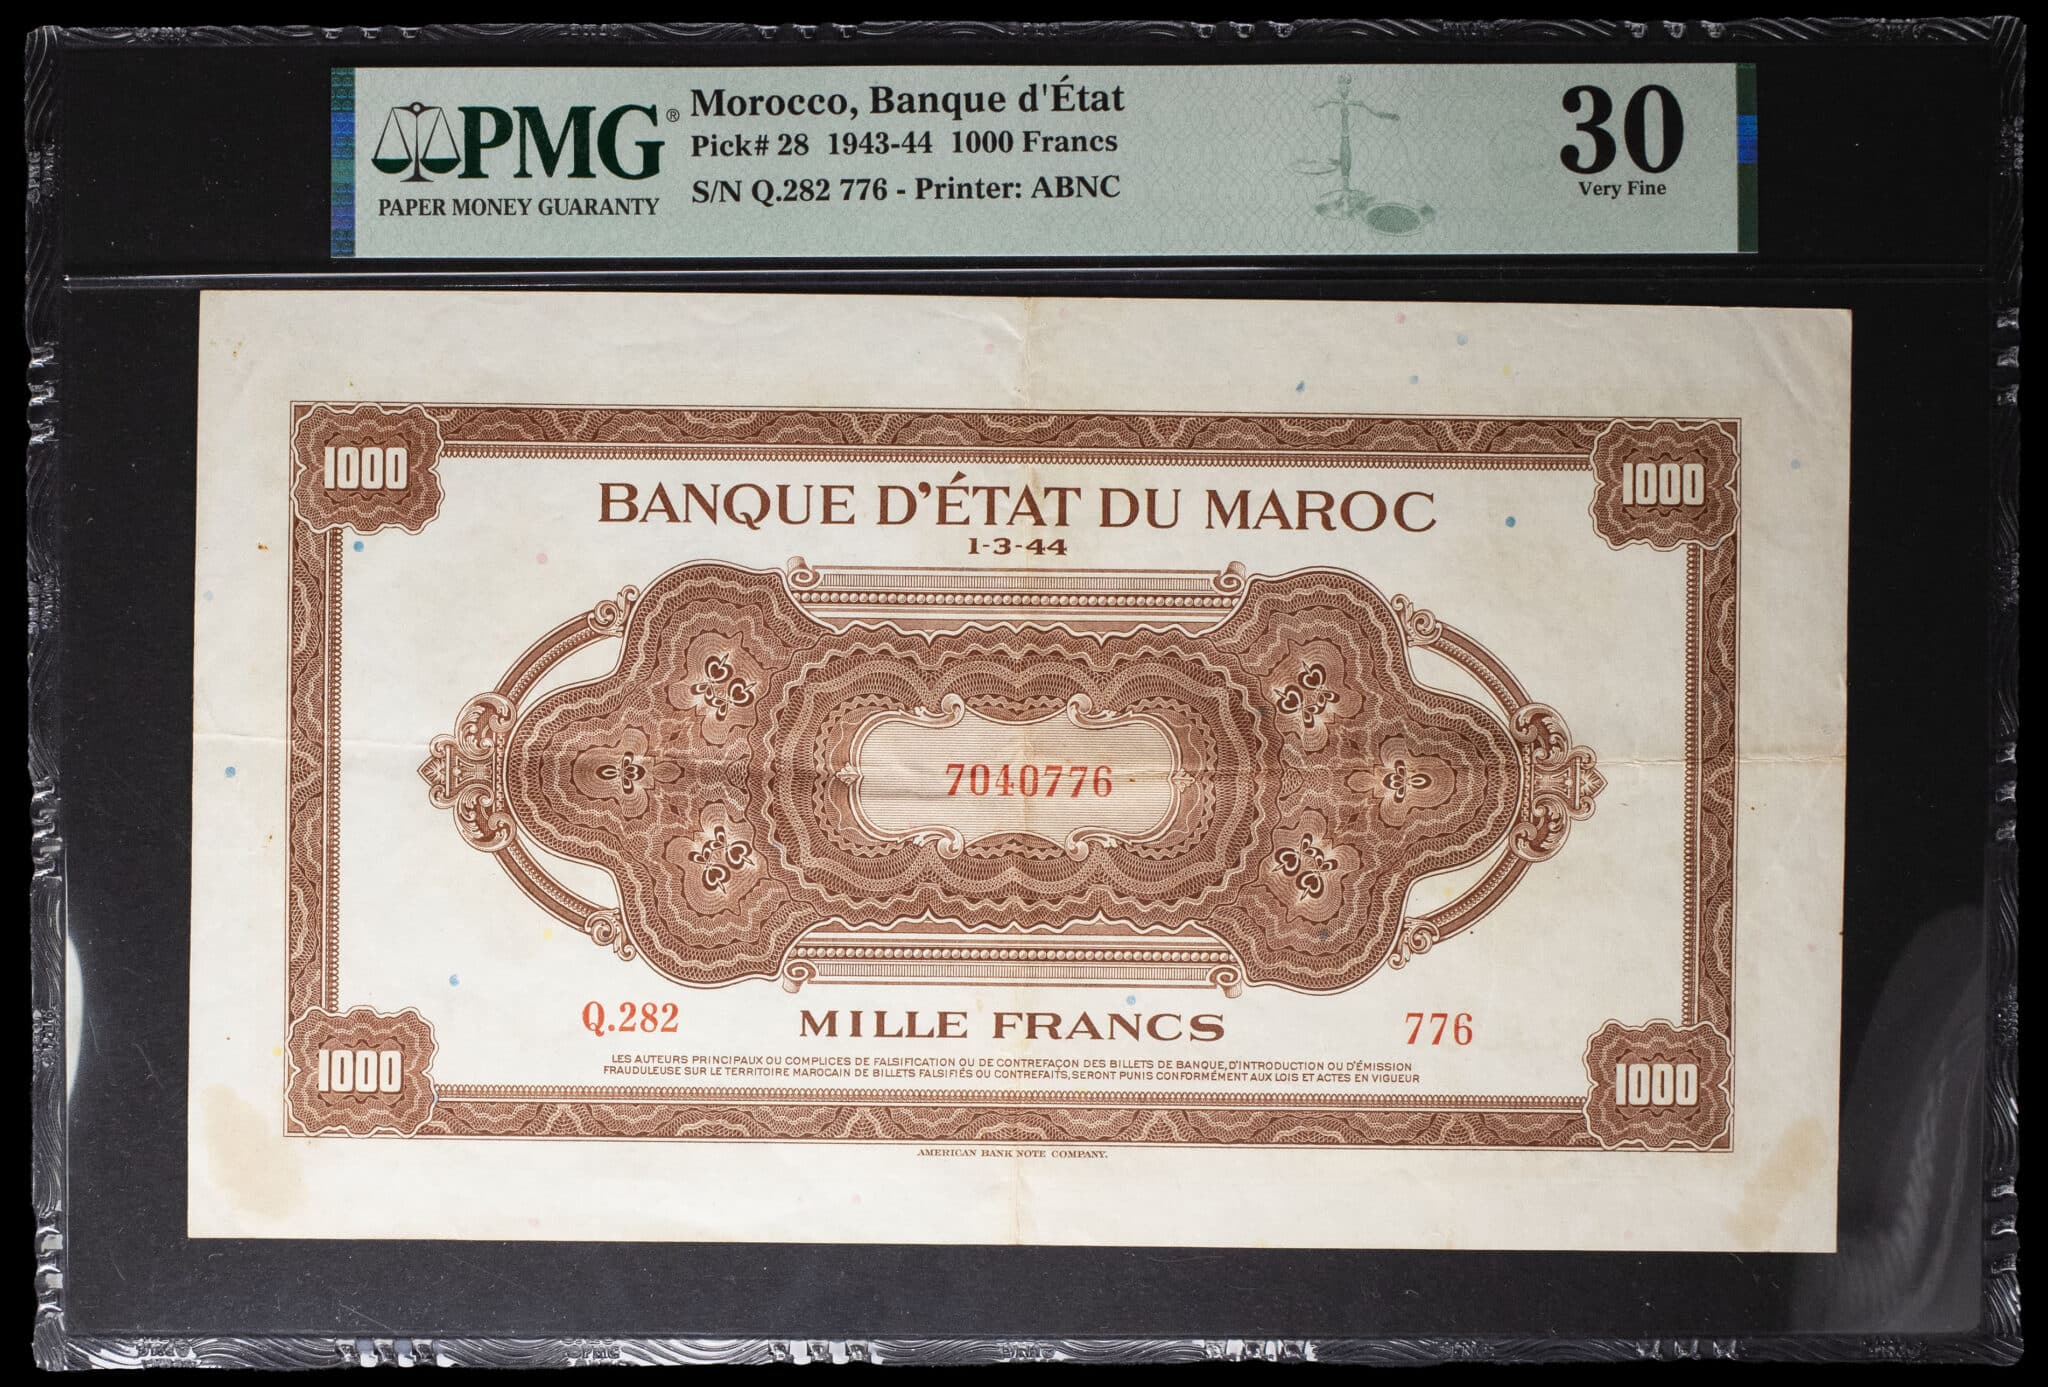 PMG®
PAPER MONEY GUARANTY
Morocco, Banque d'État
Pick# 28 1943-44 1000 Francs
S/N Q.282 776 - Printer: ABNC
30
Very Fine
1000
1000
BANQUE D'ÉTAT DU MAROC
1-3-44
7040776
Q.282
MILLE FRANCS
776
LES AUTEURS PRINCIPAUX OU COMPLICES DE FALSIFICATION OU DE CONTREFAÇON DES BILLETS DE BANQUE, D'INTRODUCTION OU D'ÉMISSION
FRAUDULEUSE SUR LE TERRITOIRE MAROCAIN DE BILLETS FALSIFIÉS OU CONTREFAITS, SERONT PUNIS CONFORMÉMENT AUX LOIS ET ACTES EN VIGUEUR
1000
1000
AMERICAN BANK NOTE COMPANY.